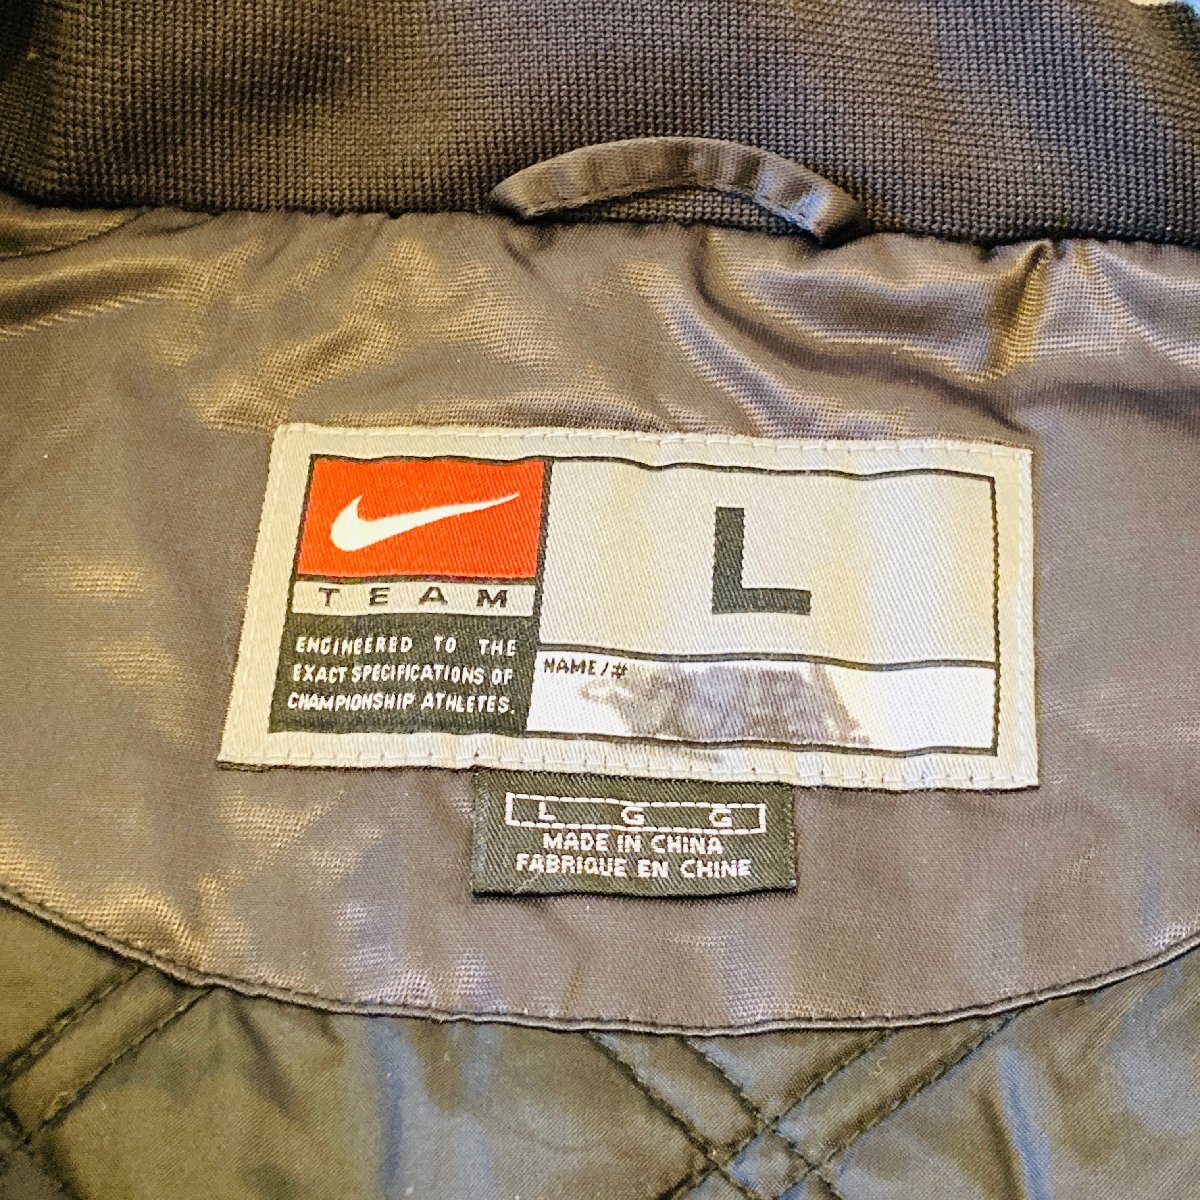 TEAM
ENGINEERED TO THE
EXACT SPECIFICATIONS OF
CHAMPIONSHIP ATHLETES.
L
NAME/#
L G G
MADE IN CHINA
FABRIQUE EN CHINE